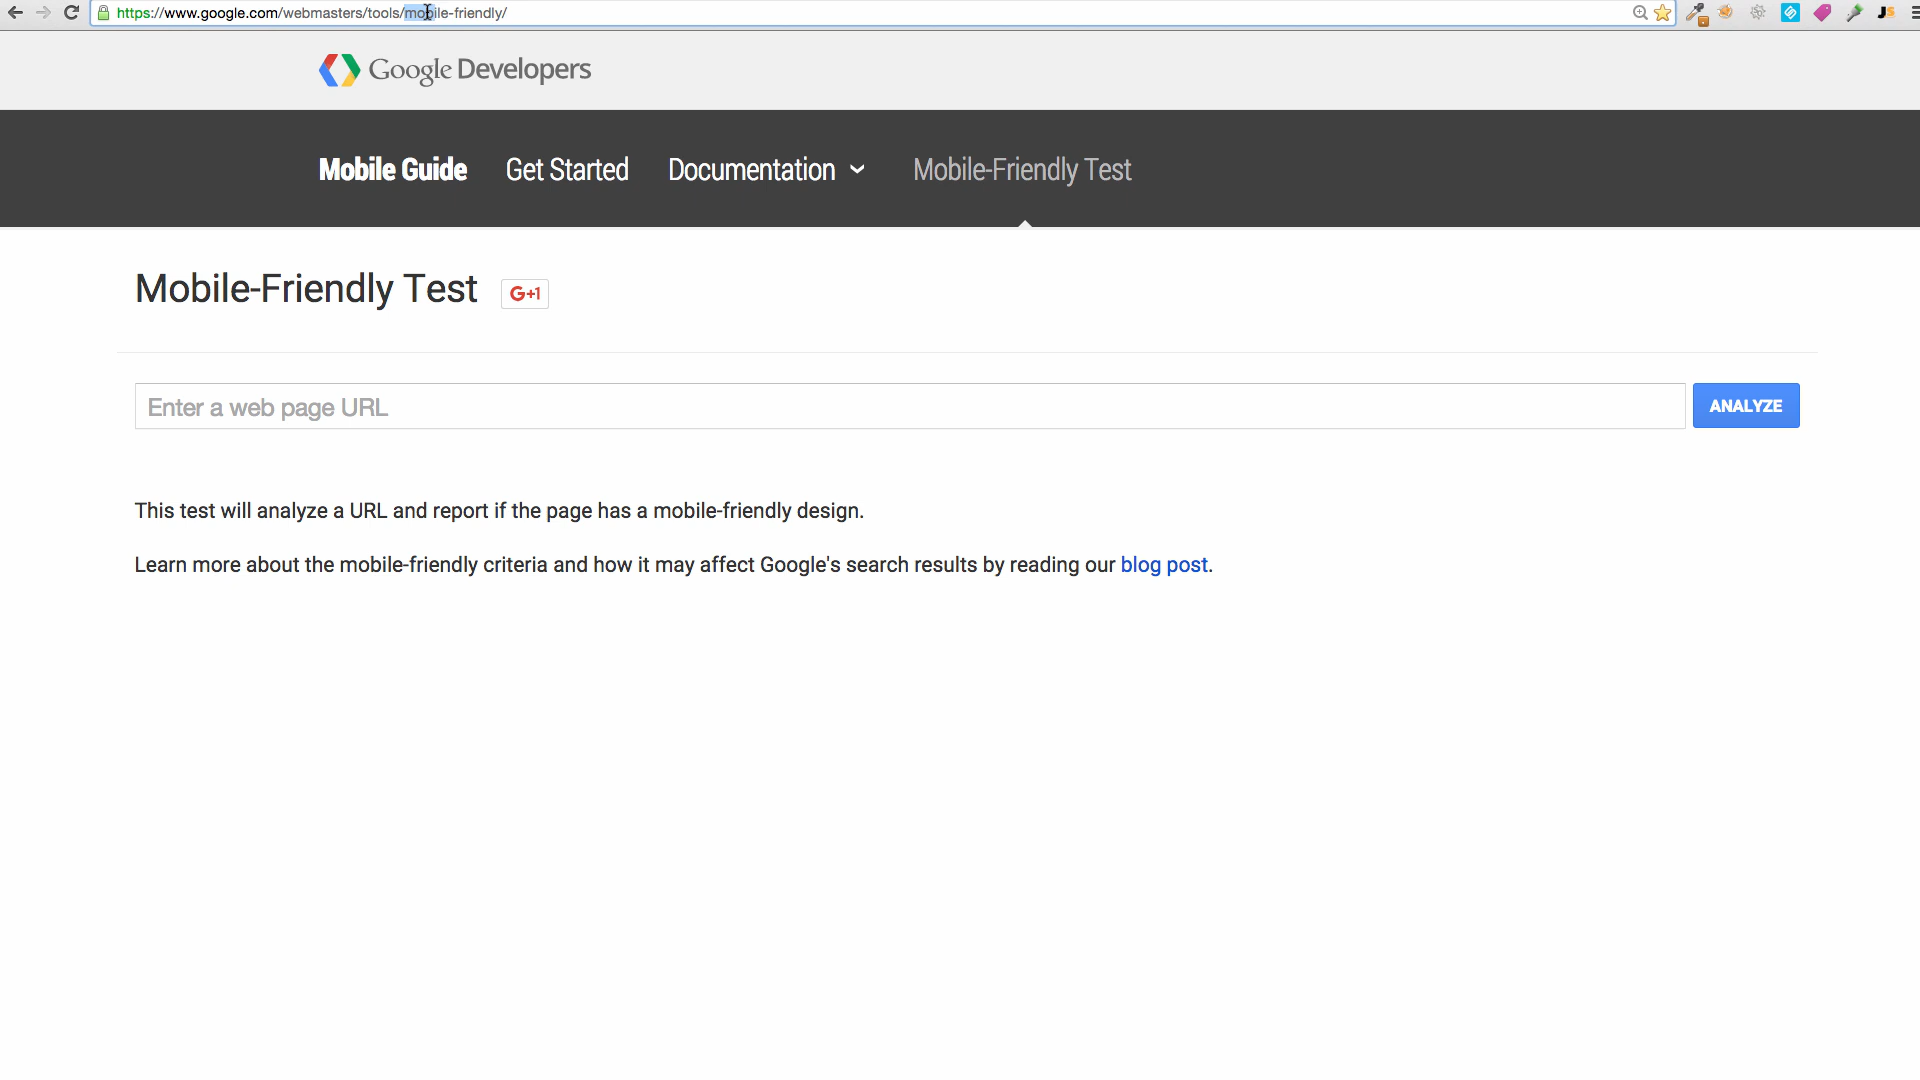 https://www.google.com/webmasters/tools/mobile-friendly/
JS
Google Developers
Mobile Guide Get Started Documentation Mobile-Friendly Test
Mobile-Friendly Test G+1
Enter a web page URL ANALYZE
This test will analyze a URL and report if the page has a mobile-friendly design.
Learn more about the mobile-friendly criteria and how it may affect Google's search results by reading our blog post.